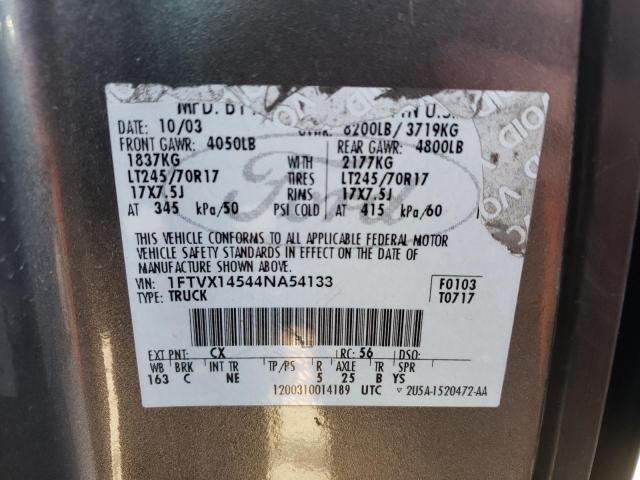 MFD. BY IN U.S.
DATE: 10/03 8200LB/ 3719KG
FRONT GAWR: 4050LB REAR GAWR: 4800LB
1837KG WITH 2177KG
LT245/70R17 TIRES LT245/70R17
17X7.5J RIMS 17X7.5J
AT 345 kPa/50 PSI COLD AT 415 kPa/60
Ford
THIS VEHICLE CONFORMS TO ALL APPLICABLE FEDERAL MOTOR
VEHICLE SAFETY STANDARDS IN EFFECT ON THE DATE OF
MANUFACTURE SHOWN ABOVE.
VIN: 1FTVX14544NA54133 F0103
TYPE: TRUCK T0717
EXT PNT: CX RC: 56 DSO:
WB BRK INT TR TP/PS R AXLE TR SPR
163 C NE 5 25 B YS
1200310014189 UTC ▽ 2U5A-1520472-AA
VOID